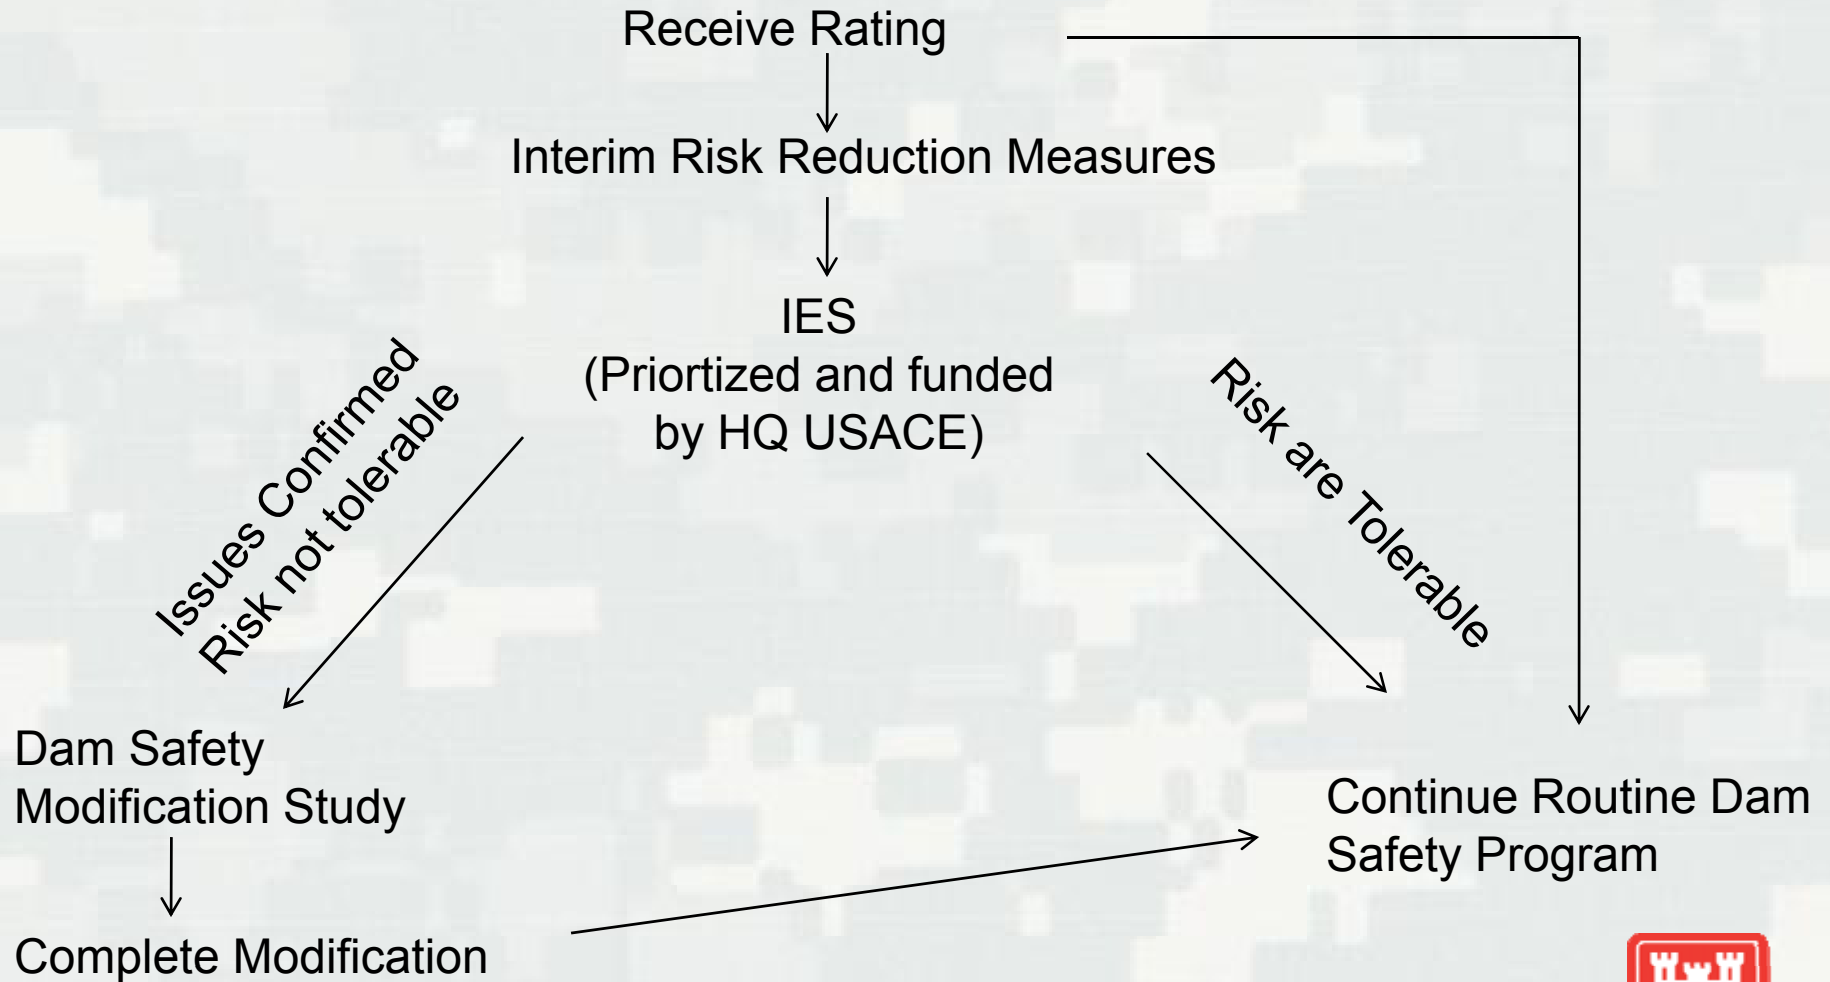 Receive Rating
Interim Risk Reduction Measures
IES
(Priortized and funded
by HQ USACE)
Issues Confirmed
Risk not tolerable
Risk are Tolerable
Dam Safety
Modification Study
Continue Routine Dam
Safety Program
Complete Modification